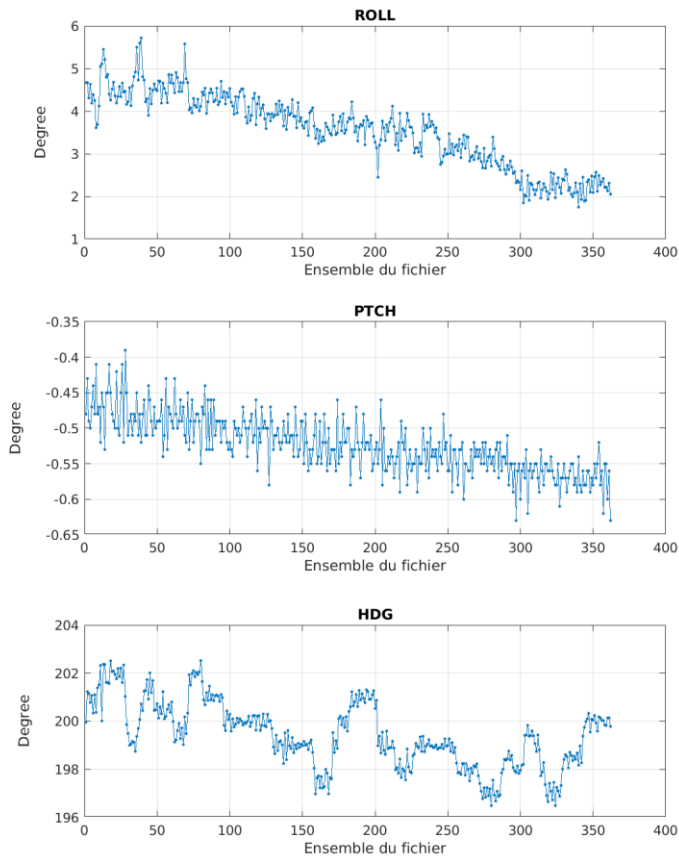 ROLL
6
5
4
3
2
1
Degree
0 50 100 150 200 250 300 350 400
Ensemble du fichier
PTCH
-0.35
-0.4
-0.45
-0.5
-0.55
-0.6
-0.65
Degree
0 50 100 150 200 250 300 350 400
Ensemble du fichier
HDG
204
202
200
198
196
Degree
0 50 100 150 200 250 300 350 400
Ensemble du fichier